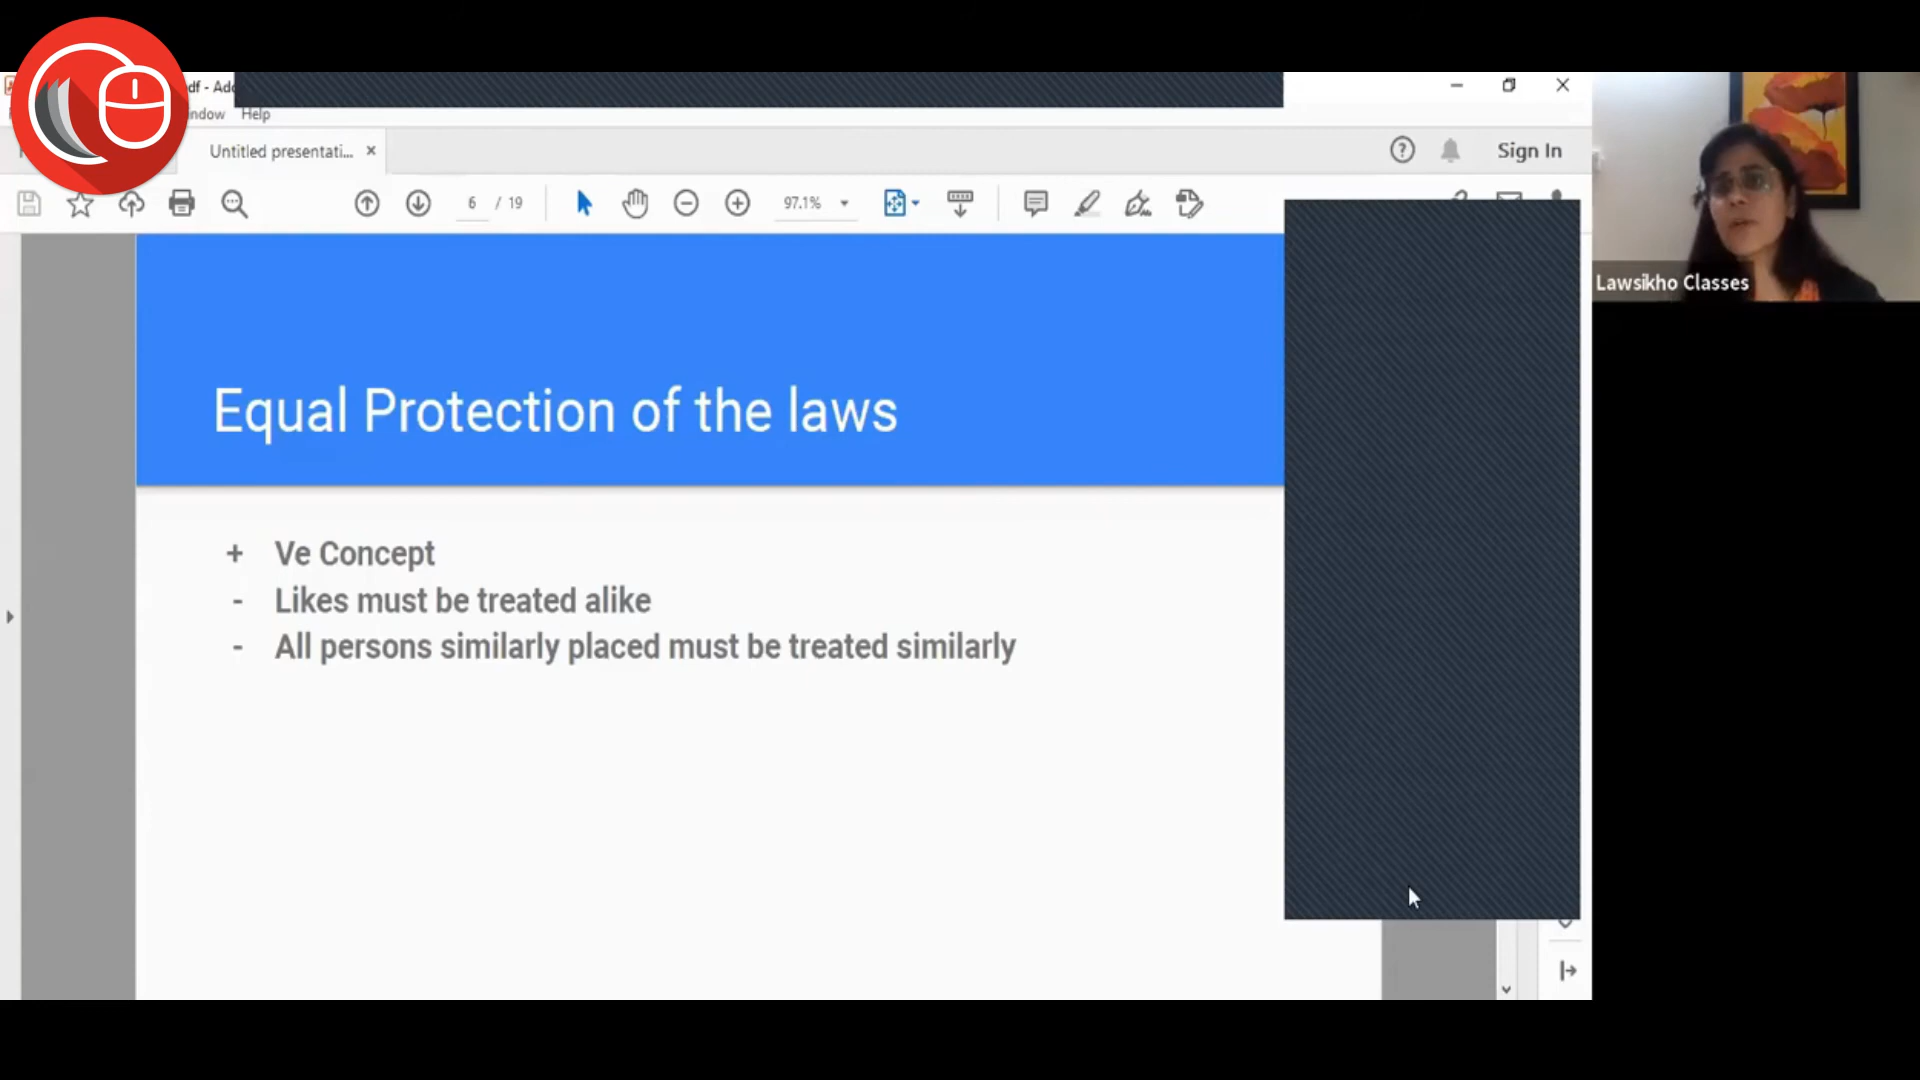 df - Ado
ndow Help
Untitled presentati... ×
Sign In
6 / 19
97.1%
Equal Protection of the laws
+ Ve Concept
- Likes must be treated alike
- All persons similarly placed must be treated similarly
Lawsikho Classes